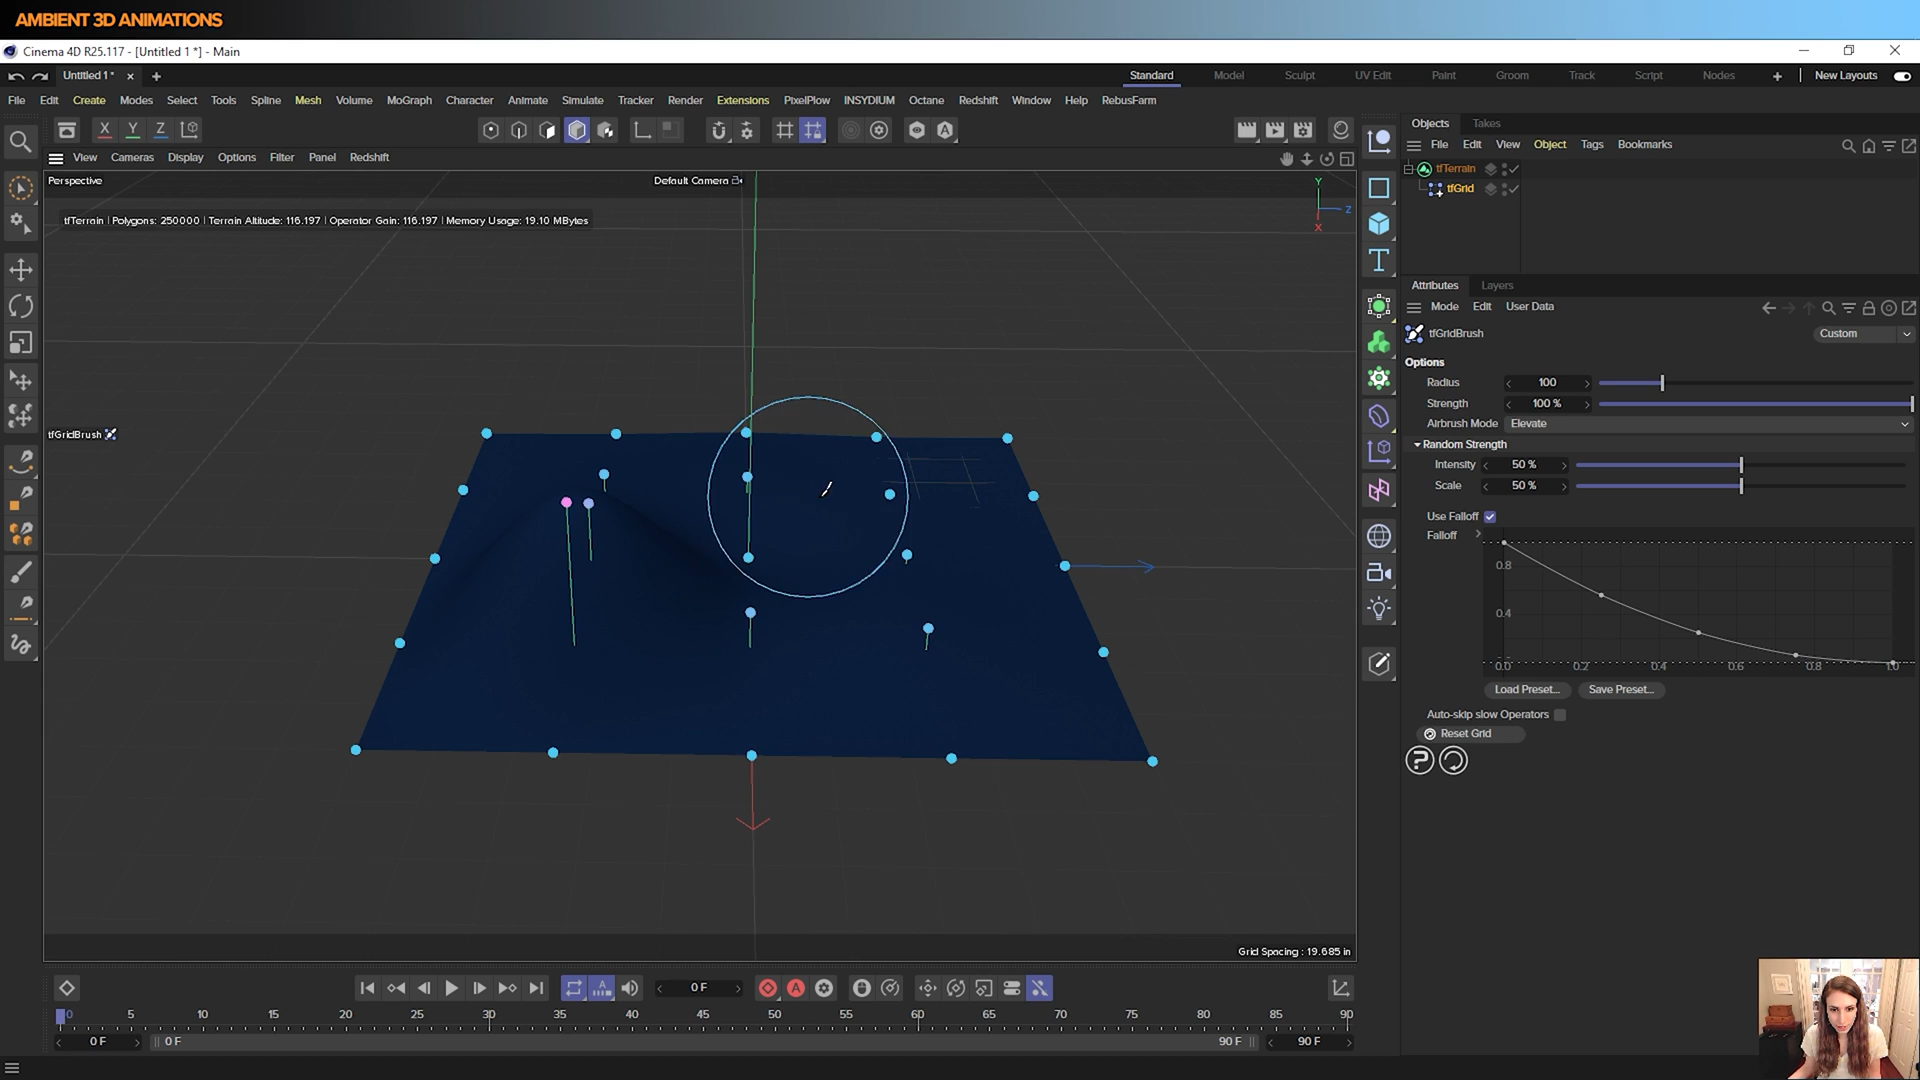 AMBIENT 3D ANIMATIONS
Cinema 4D R25.117 - [Untitled 1 *] - Main
Untitled 1 *
Standard Model Sculpt UV Edit Paint Groom Track Script Nodes New Layouts
File Edit Create Modes Select Tools Spline Mesh Volume MoGraph Character Animate Simulate Tracker Render Extensions PixelPlow INSYDIUM Octane Redshift Window Help RebusFarm
X Y Z
View Cameras Display Options Filter Panel Redshift
Perspective
Default Camera
tfTerrain | Polygons: 250000 | Terrain Altitude: 116.197 | Operator Gain: 116.197 | Memory Usage: 19.10 MBytes
Y
Z
X
tfGridBrush
Grid Spacing : 19.685 in
Objects Takes
File Edit View Object Tags Bookmarks
tfTerrain
tfGrid
Attributes Layers
Mode Edit User Data
tfGridBrush
Custom
Options
Radius 100
Strength 100 %
Airbrush Mode Elevate
Random Strength
Intensity 50 %
Scale 50 %
Use Falloff
Falloff
0.8
0.4
0.0 0.2 0.4 0.6 0.8 1.0
Load Preset... Save Preset...
Auto-skip slow Operators
Reset Grid
0 F
0 5 10 15 20 25 30 35 40 45 50 55 60 65 70 75 80 85 90
0 F 0 F 90 F 90 F